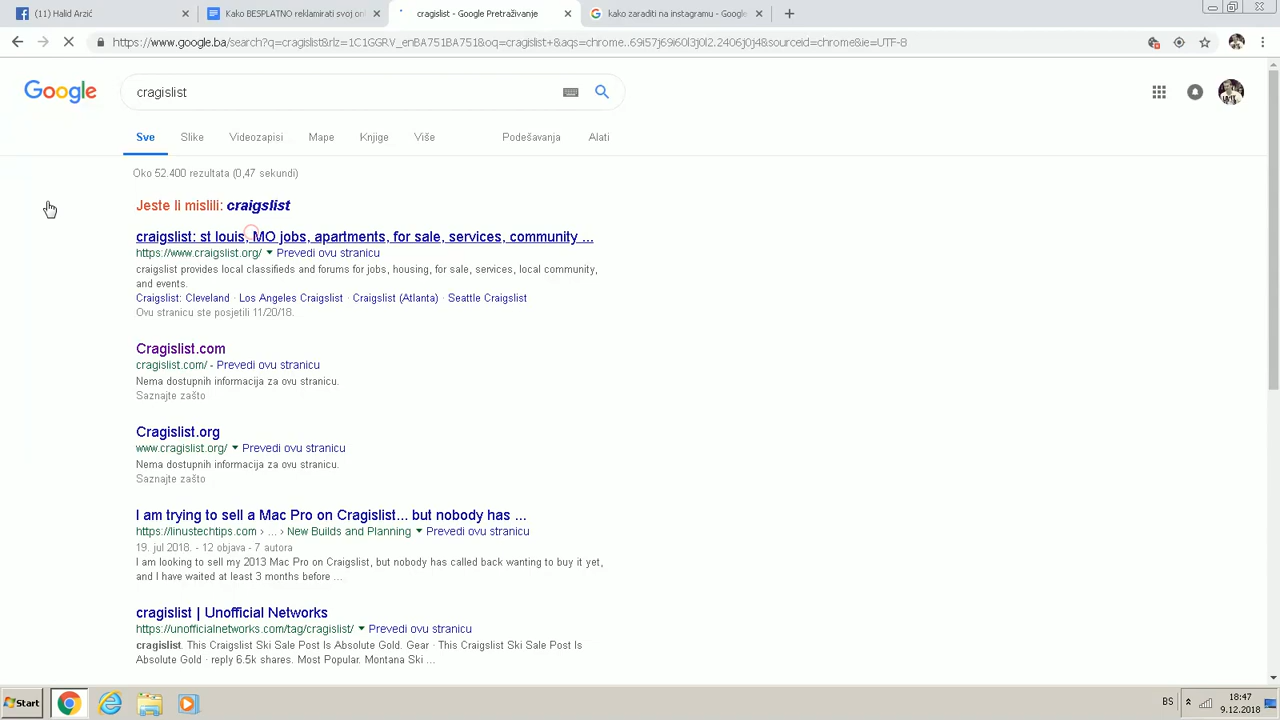 (11) Halid Arzić
Kako BESPLATNO reklamirati svoj onl
cragislist - Google Pretraživanje
kako zaraditi na instagramu - Google
https://www.google.ba/search?q=cragislist&rlz=1C1GGRV_enBA751BA751&oq=cragislist+&aqs=chrome..69i57j69i60l3j0l2.2406j0j4&sourceid=chrome&ie=UTF-8
Google
cragislist
Sve Slike Videozapisi Mape Knjige Više Podešavanja Alati
Oko 52.400 rezultata (0,47 sekundi)
Jeste li mislili: craigslist
craigslist: st louis, MO jobs, apartments, for sale, services, community ...
https://www.craigslist.org/ Prevedi ovu stranicu
craigslist provides local classifieds and forums for jobs, housing, for sale, services, local community,
and events.
Craigslist: Cleveland · Los Angeles Craigslist · Craigslist (Atlanta) · Seattle Craigslist
Ovu stranicu ste posjetili 11/20/18.
Cragislist.com
cragislist.com/ - Prevedi ovu stranicu
Nema dostupnih informacija za ovu stranicu.
Saznajte zašto
Cragislist.org
www.cragislist.org/ Prevedi ovu stranicu
Nema dostupnih informacija za ovu stranicu.
Saznajte zašto
I am trying to sell a Mac Pro on Cragislist... but nobody has ...
https://linustechtips.com › ... › New Builds and Planning Prevedi ovu stranicu
19. jul 2018. - 12 objava - 7 autora
I am looking to sell my 2013 Mac Pro on Craigslist, but nobody has called back wanting to buy it yet,
and I have waited at least 3 months before ...
cragislist | Unofficial Networks
https://unofficialnetworks.com/tag/cragislist/ Prevedi ovu stranicu
cragislist. This Craigslist Ski Sale Post Is Absolute Gold. Gear · This Craigslist Ski Sale Post Is
Absolute Gold · reply 6.5k shares. Most Popular. Montana Ski ...
Start
BS
18:47
9.12.2018